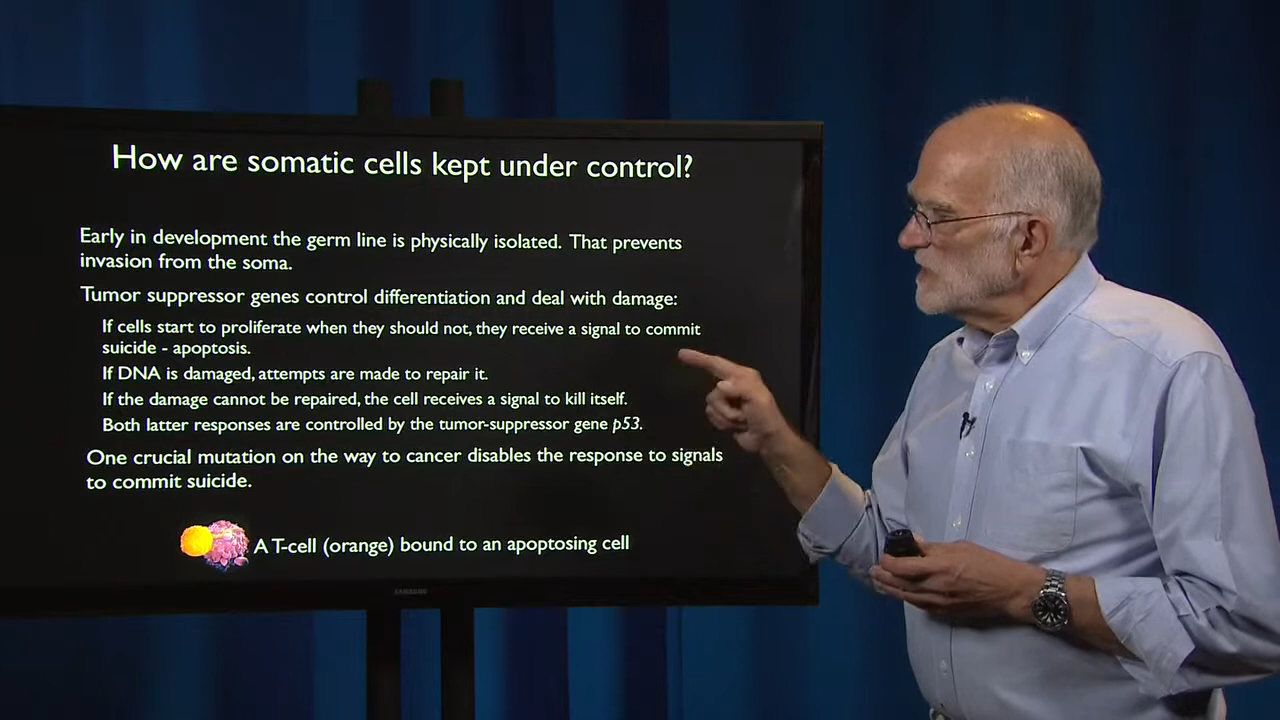 How are somatic cells kept under control?
Early in development the germ line is physically isolated. That prevents
invasion from the soma.
Tumor suppressor genes control differentiation and deal with damage:
If cells start to proliferate when they should not, they receive a signal to commit
suicide - apoptosis.
If DNA is damaged, attempts are made to repair it.
If the damage cannot be repaired, the cell receives a signal to kill itself.
Both latter responses are controlled by the tumor-suppressor gene p53.
One crucial mutation on the way to cancer disables the response to signals
to commit suicide.
A T-cell (orange) bound to an apoptosing cell
SAMSUNG